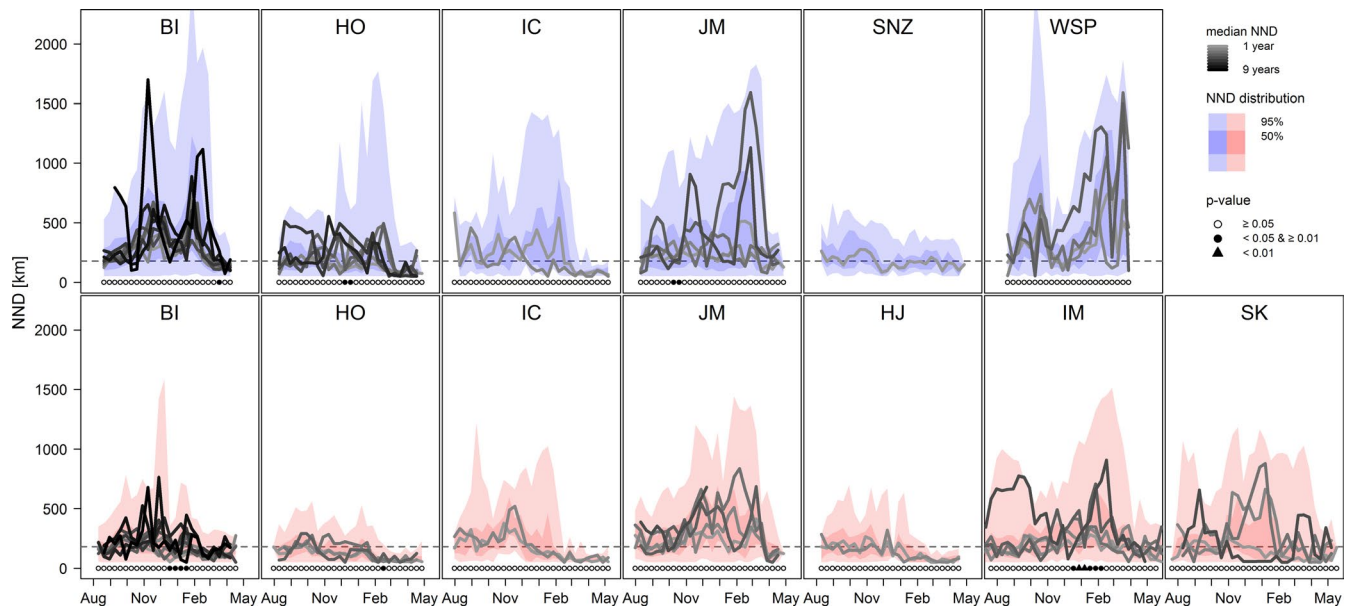 BI HO IC JM SNZ WSP
median NND
1 year
9 years
NND distribution
95%
50%
p-value
≥ 0.05
< 0.05 & ≥ 0.01
< 0.01
2000
1500
1000
500
0
NND [km]
BI HO IC JM HJ IM SK
2000
1500
1000
500
0
Aug Nov Feb May Aug Nov Feb May Aug Nov Feb May Aug Nov Feb May Aug Nov Feb May Aug Nov Feb May Aug Nov Feb May